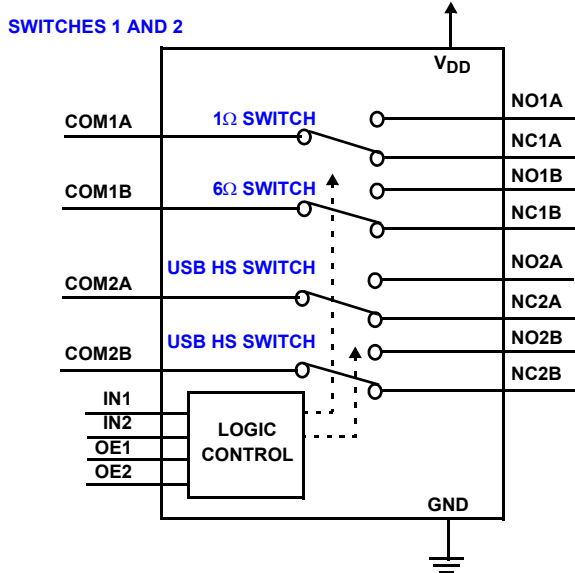 SWITCHES 1 AND 2
VDD
COM1A
1Ω SWITCH
NO1A
NC1A
COM1B
6Ω SWITCH
NO1B
NC1B
COM2A
USB HS SWITCH
NO2A
NC2A
COM2B
USB HS SWITCH
NO2B
NC2B
IN1
IN2
OE1
OE2
LOGIC
CONTROL
GND